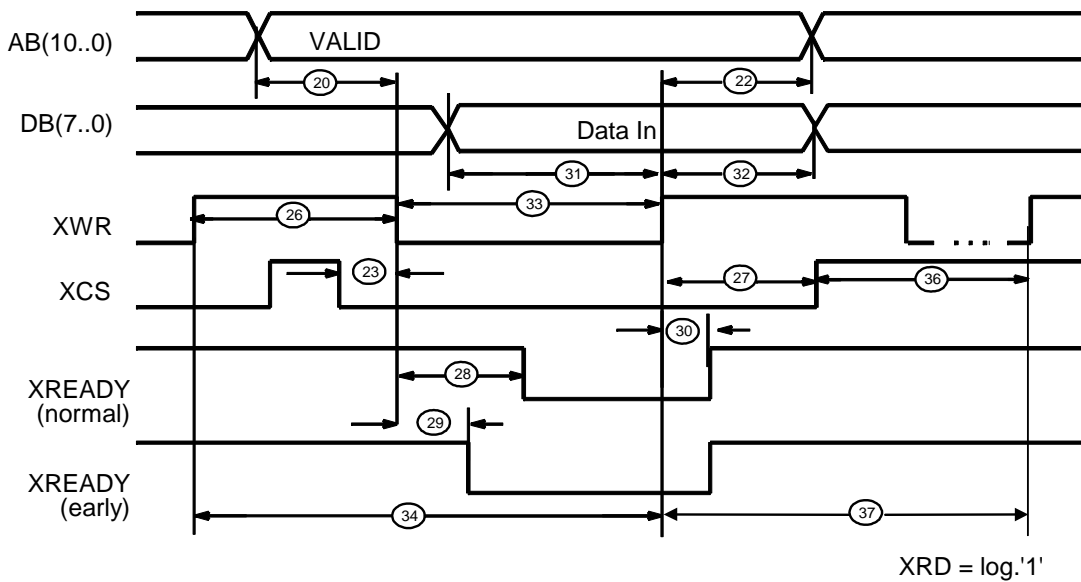 AB(10..0)
VALID
20
22
DB(7..0)
Data In
31
32
XWR
26
33
XCS
23
27
36
30
XREADY
(normal)
28
29
XREADY
(early)
34
37
XRD = log.'1'